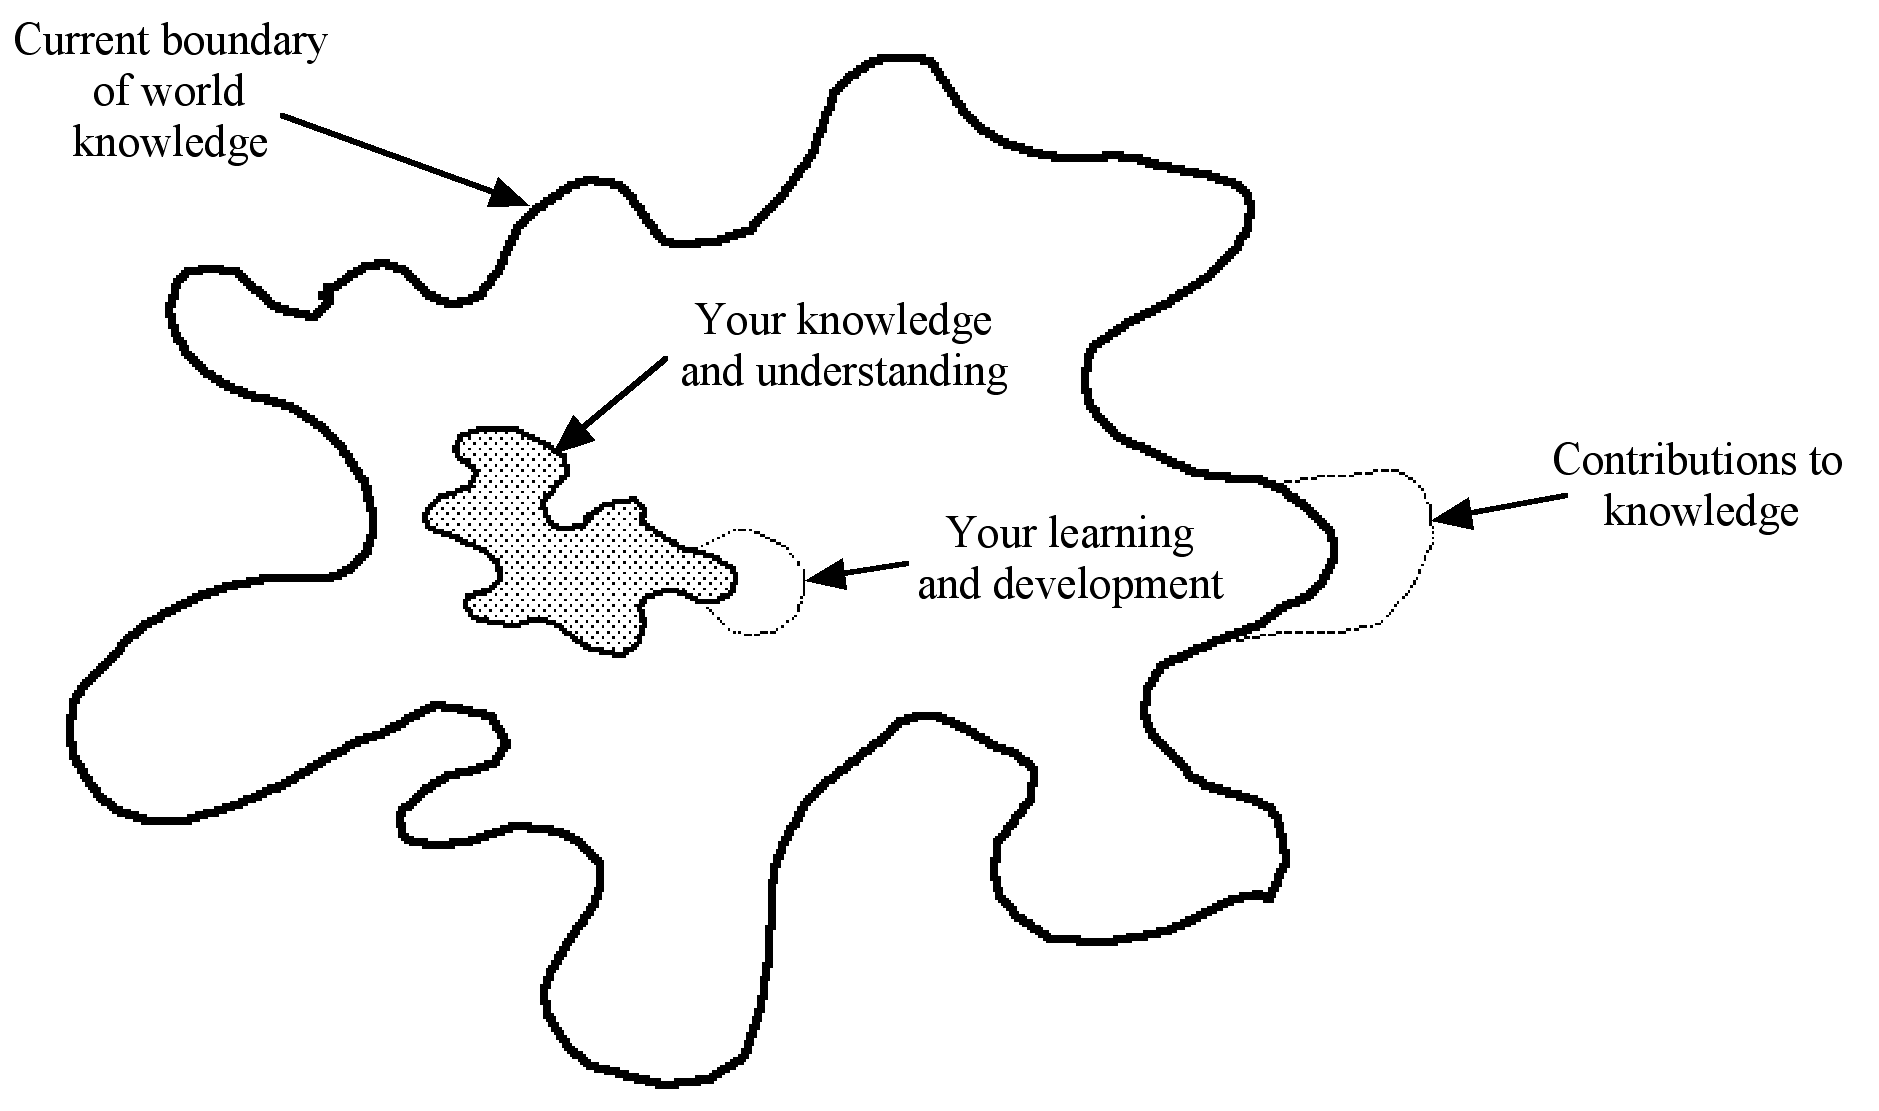 Current boundary
of world
knowledge
Your knowledge
and understanding
Contributions to
knowledge
Your learning
and development